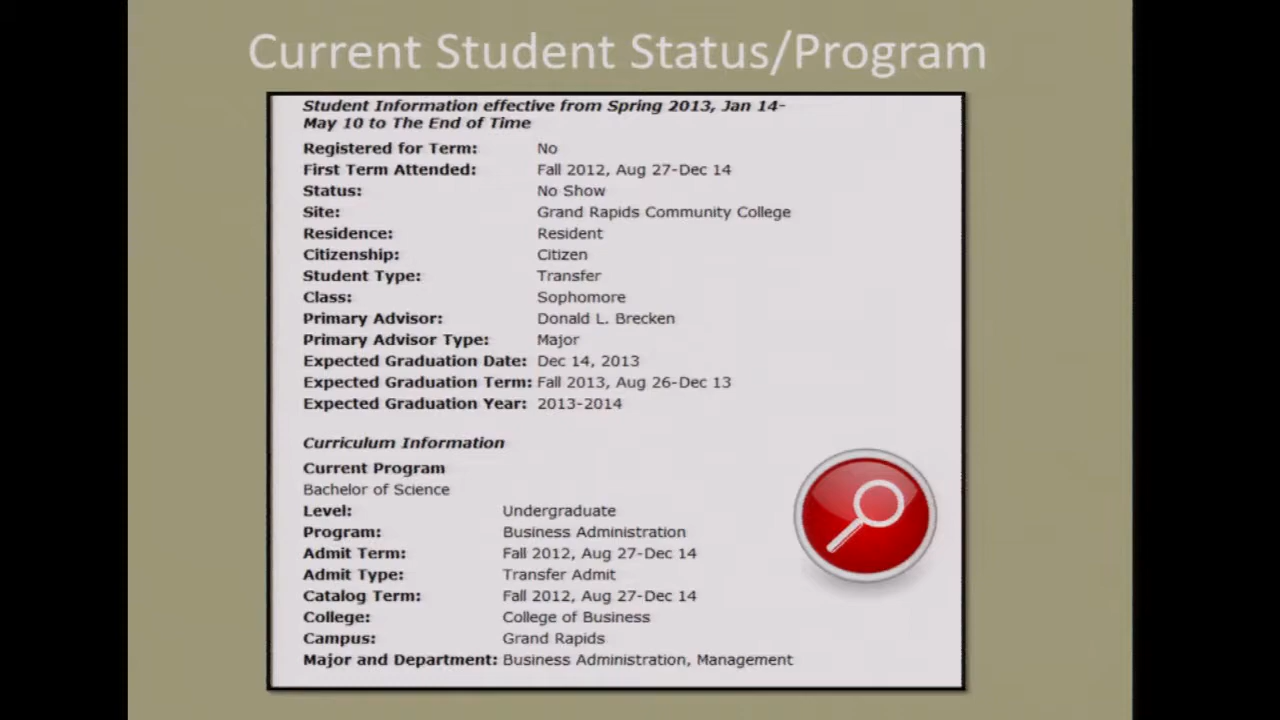 Current Student Status/Program
Student Information effective from Spring 2013, Jan 14-
May 10 to The End of Time
Registered for Term: No
First Term Attended: Fall 2012, Aug 27-Dec 14
Status: No Show
Site: Grand Rapids Community College
Residence: Resident
Citizenship: Citizen
Student Type: Transfer
Class: Sophomore
Primary Advisor: Donald L. Brecken
Primary Advisor Type: Major
Expected Graduation Date: Dec 14, 2013
Expected Graduation Term: Fall 2013, Aug 26-Dec 13
Expected Graduation Year: 2013-2014
Curriculum Information
Current Program
Bachelor of Science
Level: Undergraduate
Program: Business Administration
Admit Term: Fall 2012, Aug 27-Dec 14
Admit Type: Transfer Admit
Catalog Term: Fall 2012, Aug 27-Dec 14
College: College of Business
Campus: Grand Rapids
Major and Department: Business Administration, Management